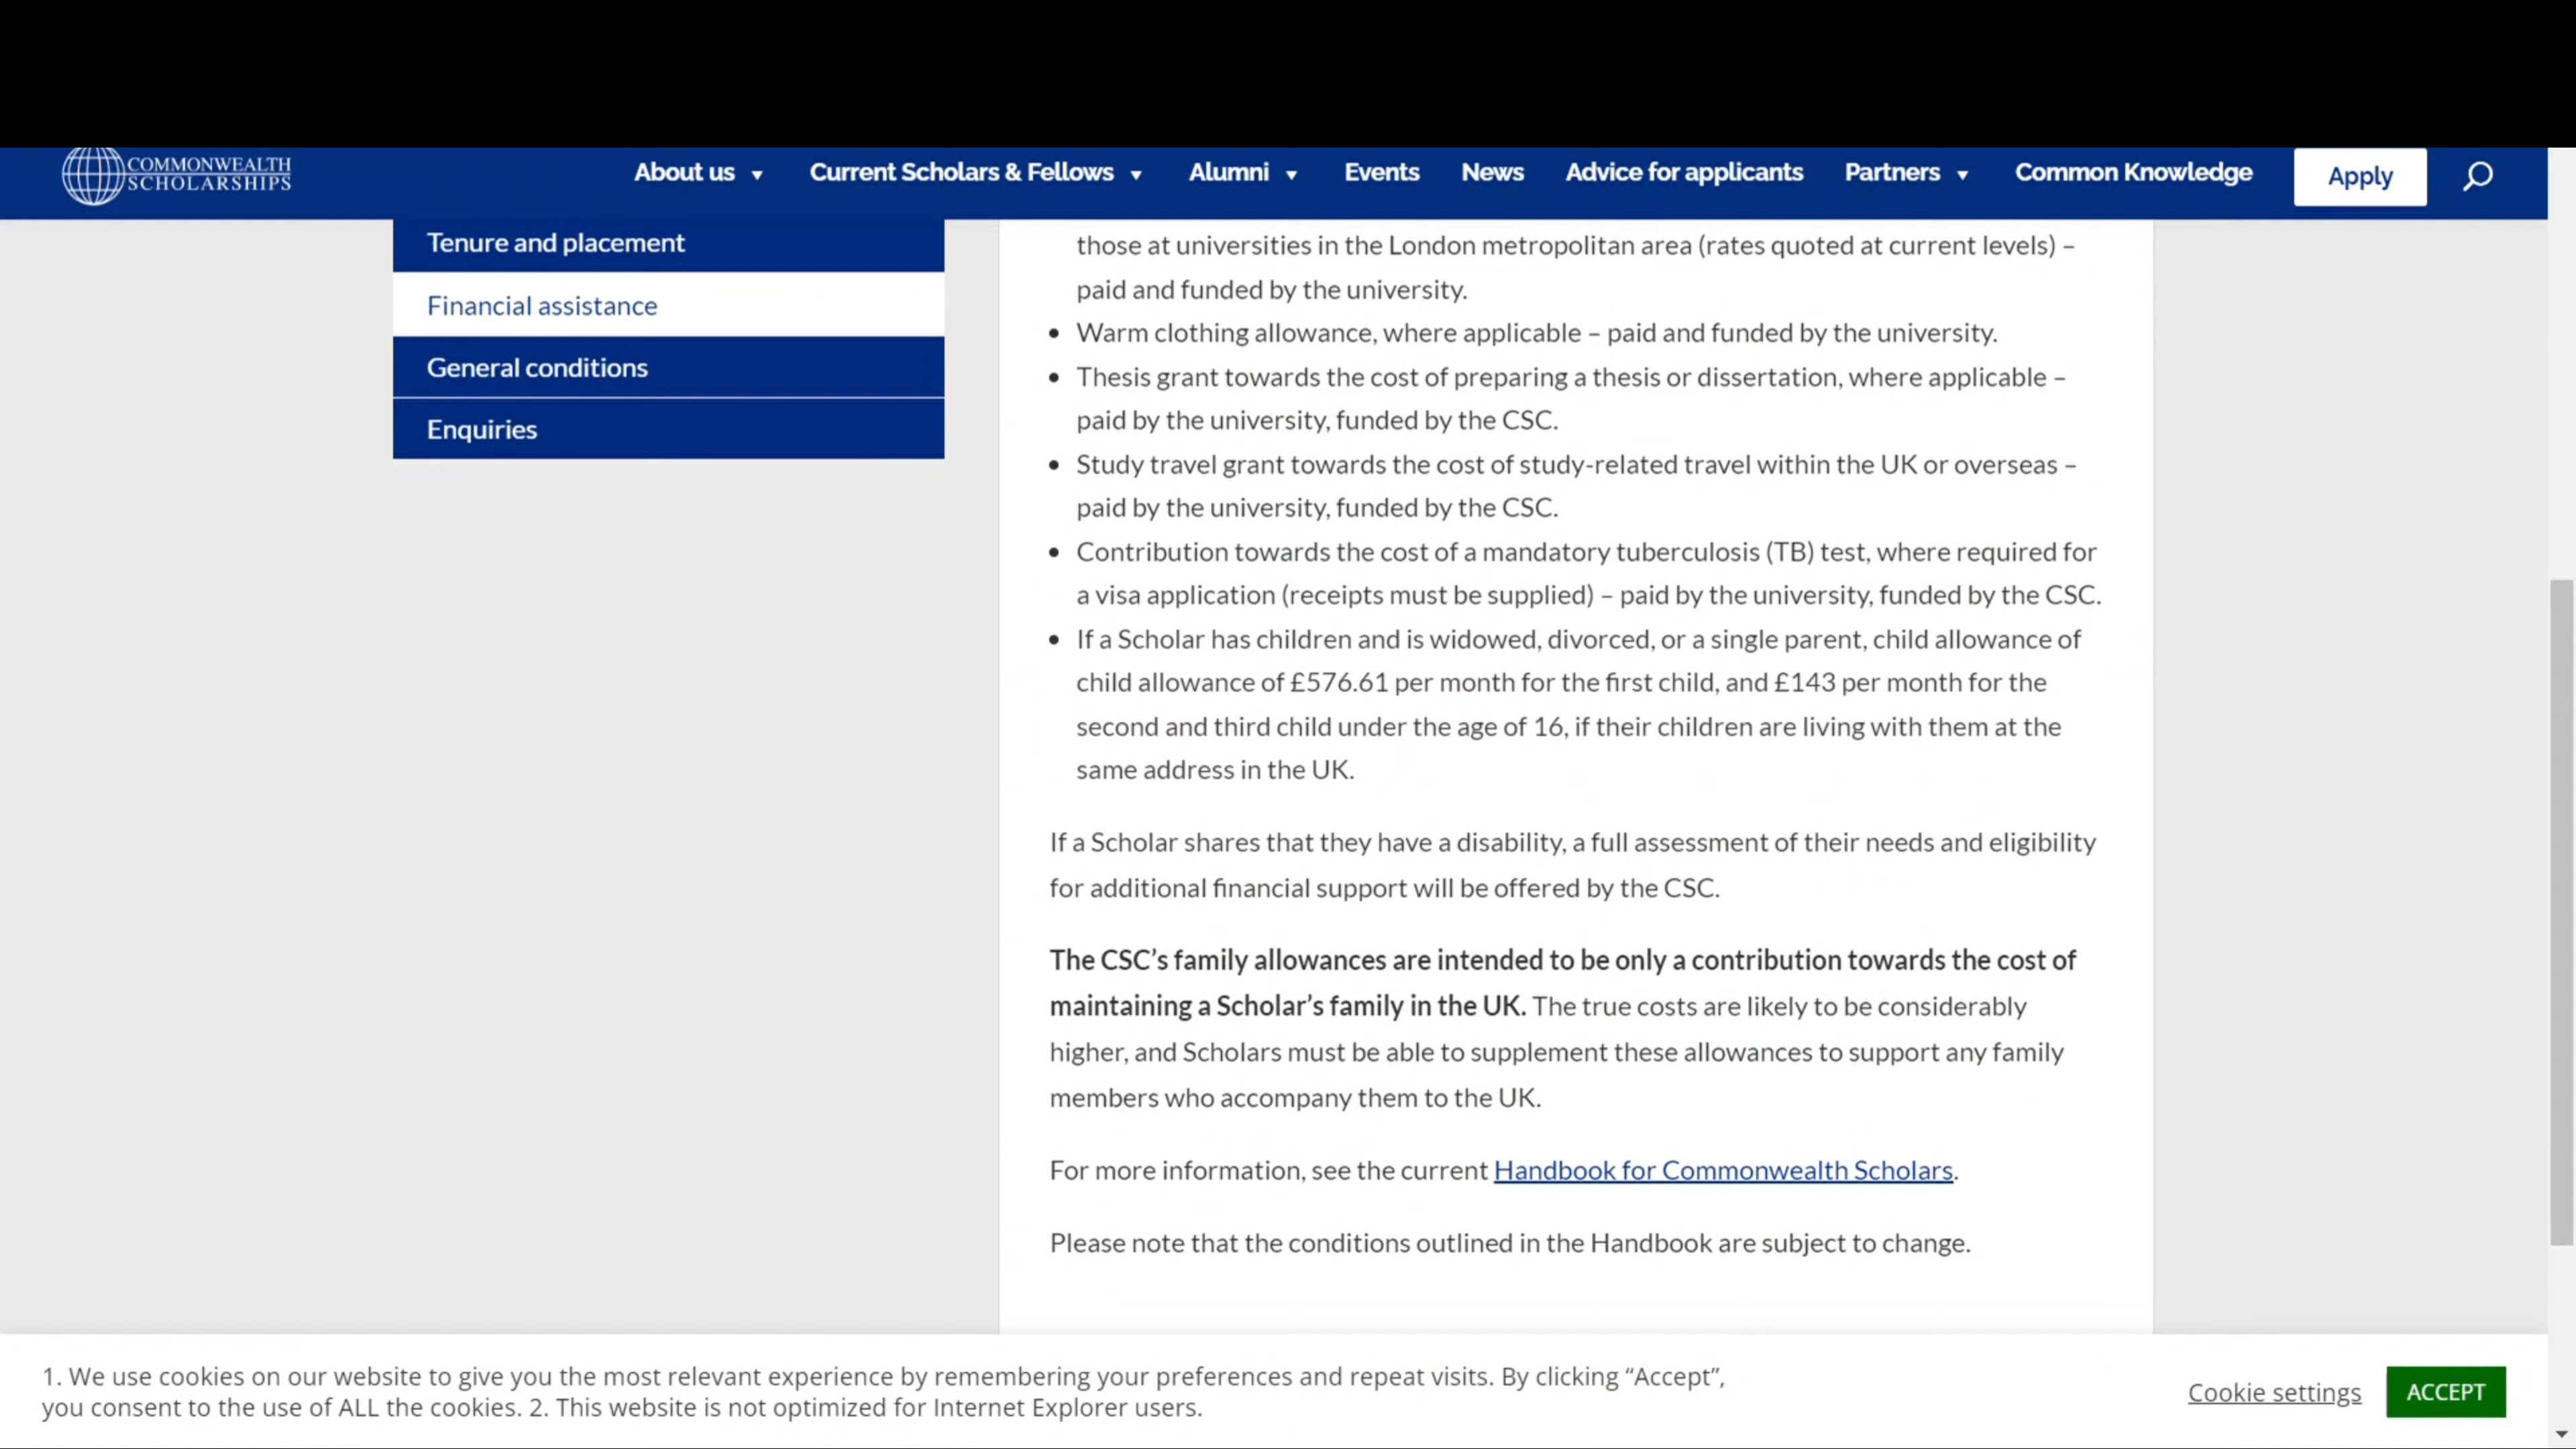 COMMONWEALTH
SCHOLARSHIPS
About us
Current Scholars & Fellows
Alumni
Events
News
Advice for applicants
Partners
Common Knowledge
Apply
Tenure and placement
Financial assistance
General conditions
Enquiries
those at universities in the London metropolitan area (rates quoted at current levels) –
paid and funded by the university.
• Warm clothing allowance, where applicable – paid and funded by the university.
• Thesis grant towards the cost of preparing a thesis or dissertation, where applicable –
paid by the university, funded by the CSC.
• Study travel grant towards the cost of study-related travel within the UK or overseas –
paid by the university, funded by the CSC.
• Contribution towards the cost of a mandatory tuberculosis (TB) test, where required for
a visa application (receipts must be supplied) – paid by the university, funded by the CSC.
• If a Scholar has children and is widowed, divorced, or a single parent, child allowance of
child allowance of £576.61 per month for the first child, and £143 per month for the
second and third child under the age of 16, if their children are living with them at the
same address in the UK.
If a Scholar shares that they have a disability, a full assessment of their needs and eligibility
for additional financial support will be offered by the CSC.
The CSC’s family allowances are intended to be only a contribution towards the cost of
maintaining a Scholar’s family in the UK. The true costs are likely to be considerably
higher, and Scholars must be able to supplement these allowances to support any family
members who accompany them to the UK.
For more information, see the current Handbook for Commonwealth Scholars.
Please note that the conditions outlined in the Handbook are subject to change.
1. We use cookies on our website to give you the most relevant experience by remembering your preferences and repeat visits. By clicking “Accept”,
you consent to the use of ALL the cookies. 2. This website is not optimized for Internet Explorer users.
Cookie settings
ACCEPT